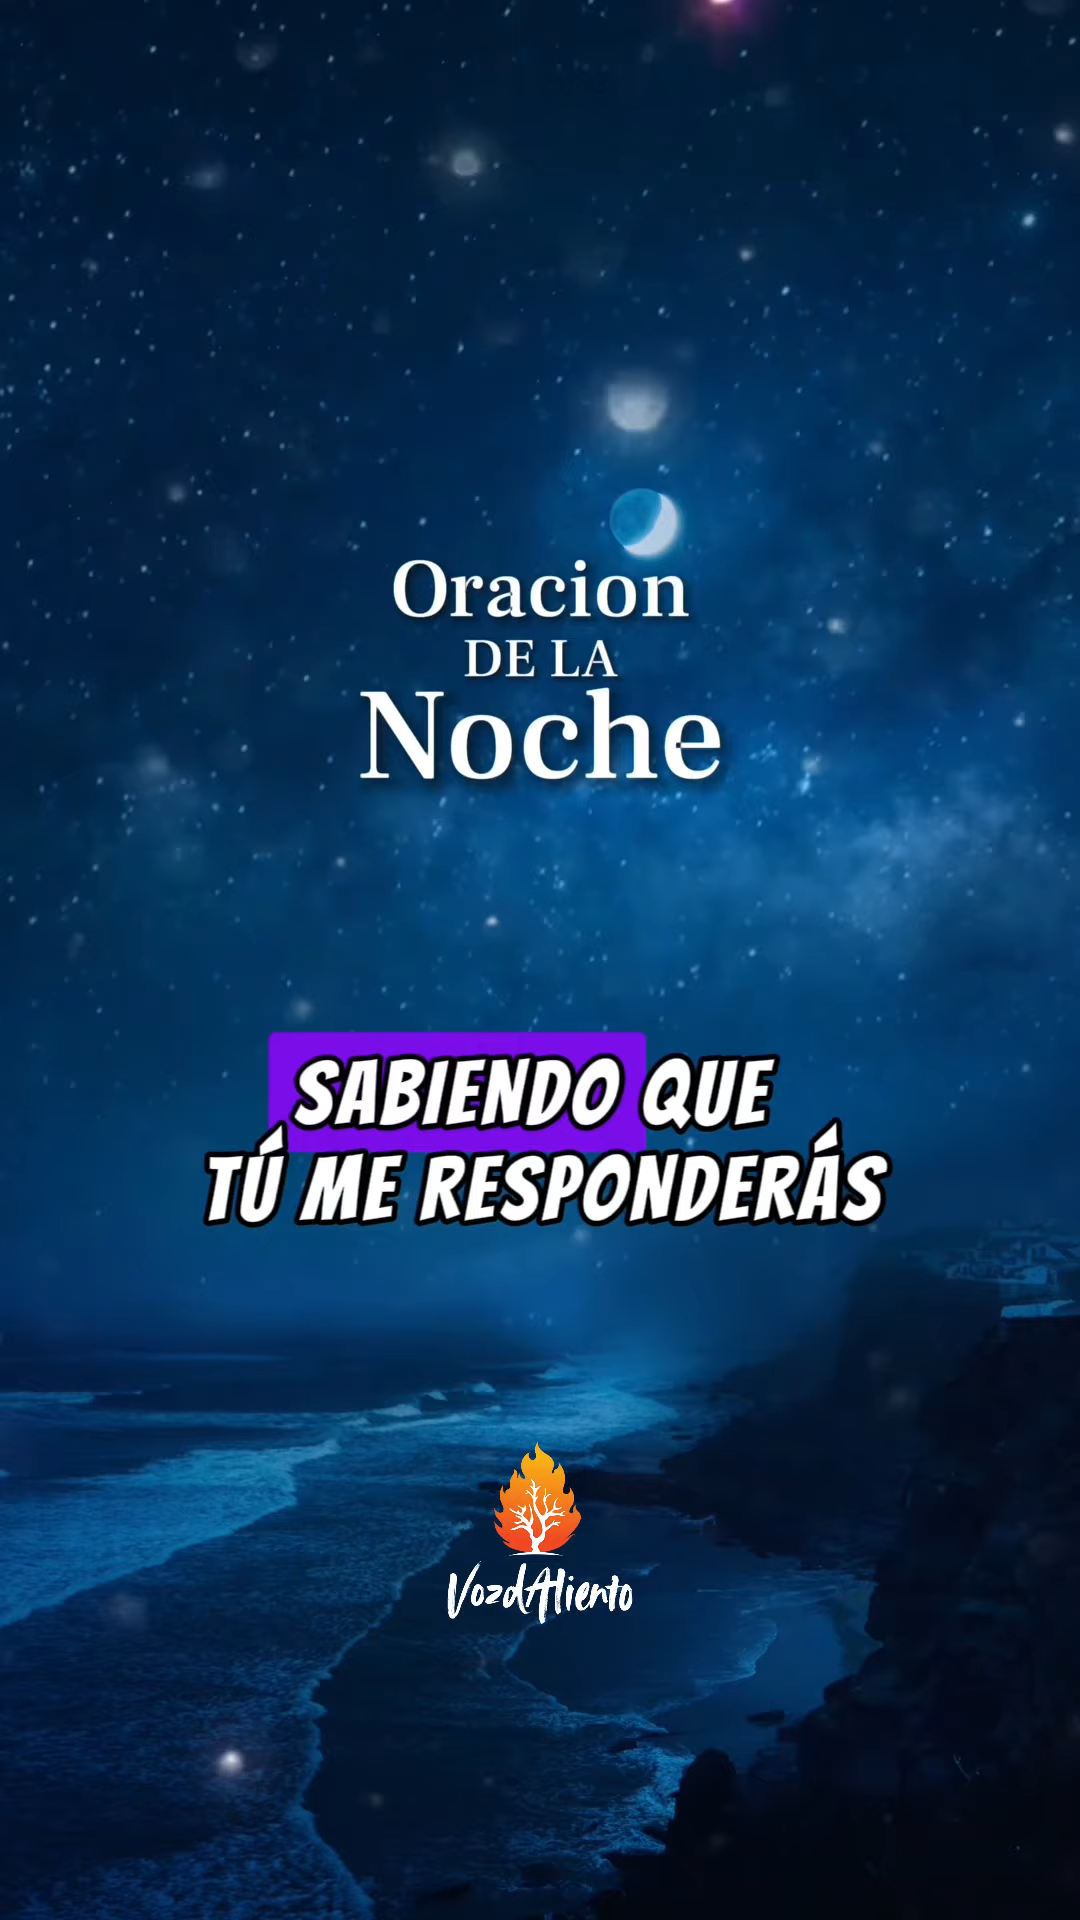 Oracion
DE LA
Noche
SABIENDO QUE
TÚ ME RESPONDERÁS
VozdAliento